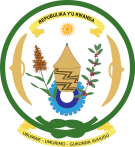 REPUBULIKA Y'U RWANDA
UBUMWE - UMURIMO - GUKUNDA IGIHUGU